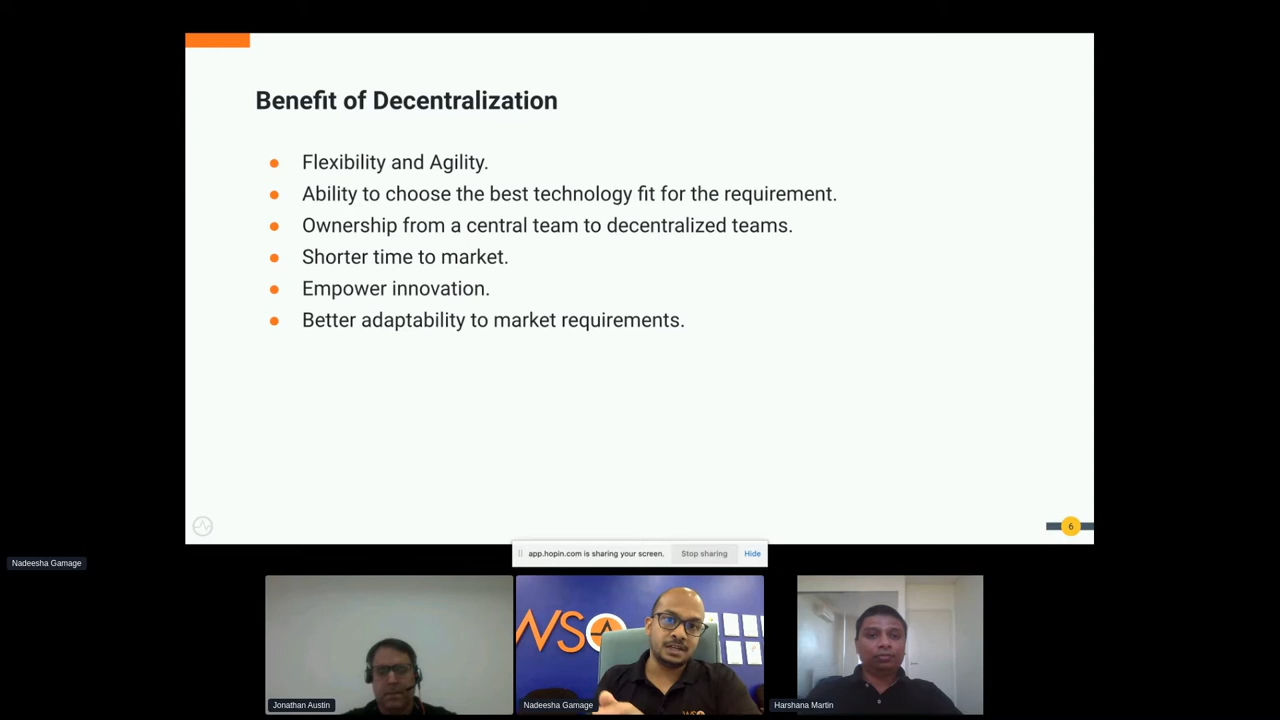 Benefit of Decentralization
Flexibility and Agility.
Ability to choose the best technology fit for the requirement.
Ownership from a central team to decentralized teams.
Shorter time to market.
Empower innovation.
Better adaptability to market requirements.
6
app.hopin.com is sharing your screen.
Stop sharing
Hide
Nadeesha Gamage
WSO
Jonathan Austin
Nadeesha Gamage
Harshana Martin